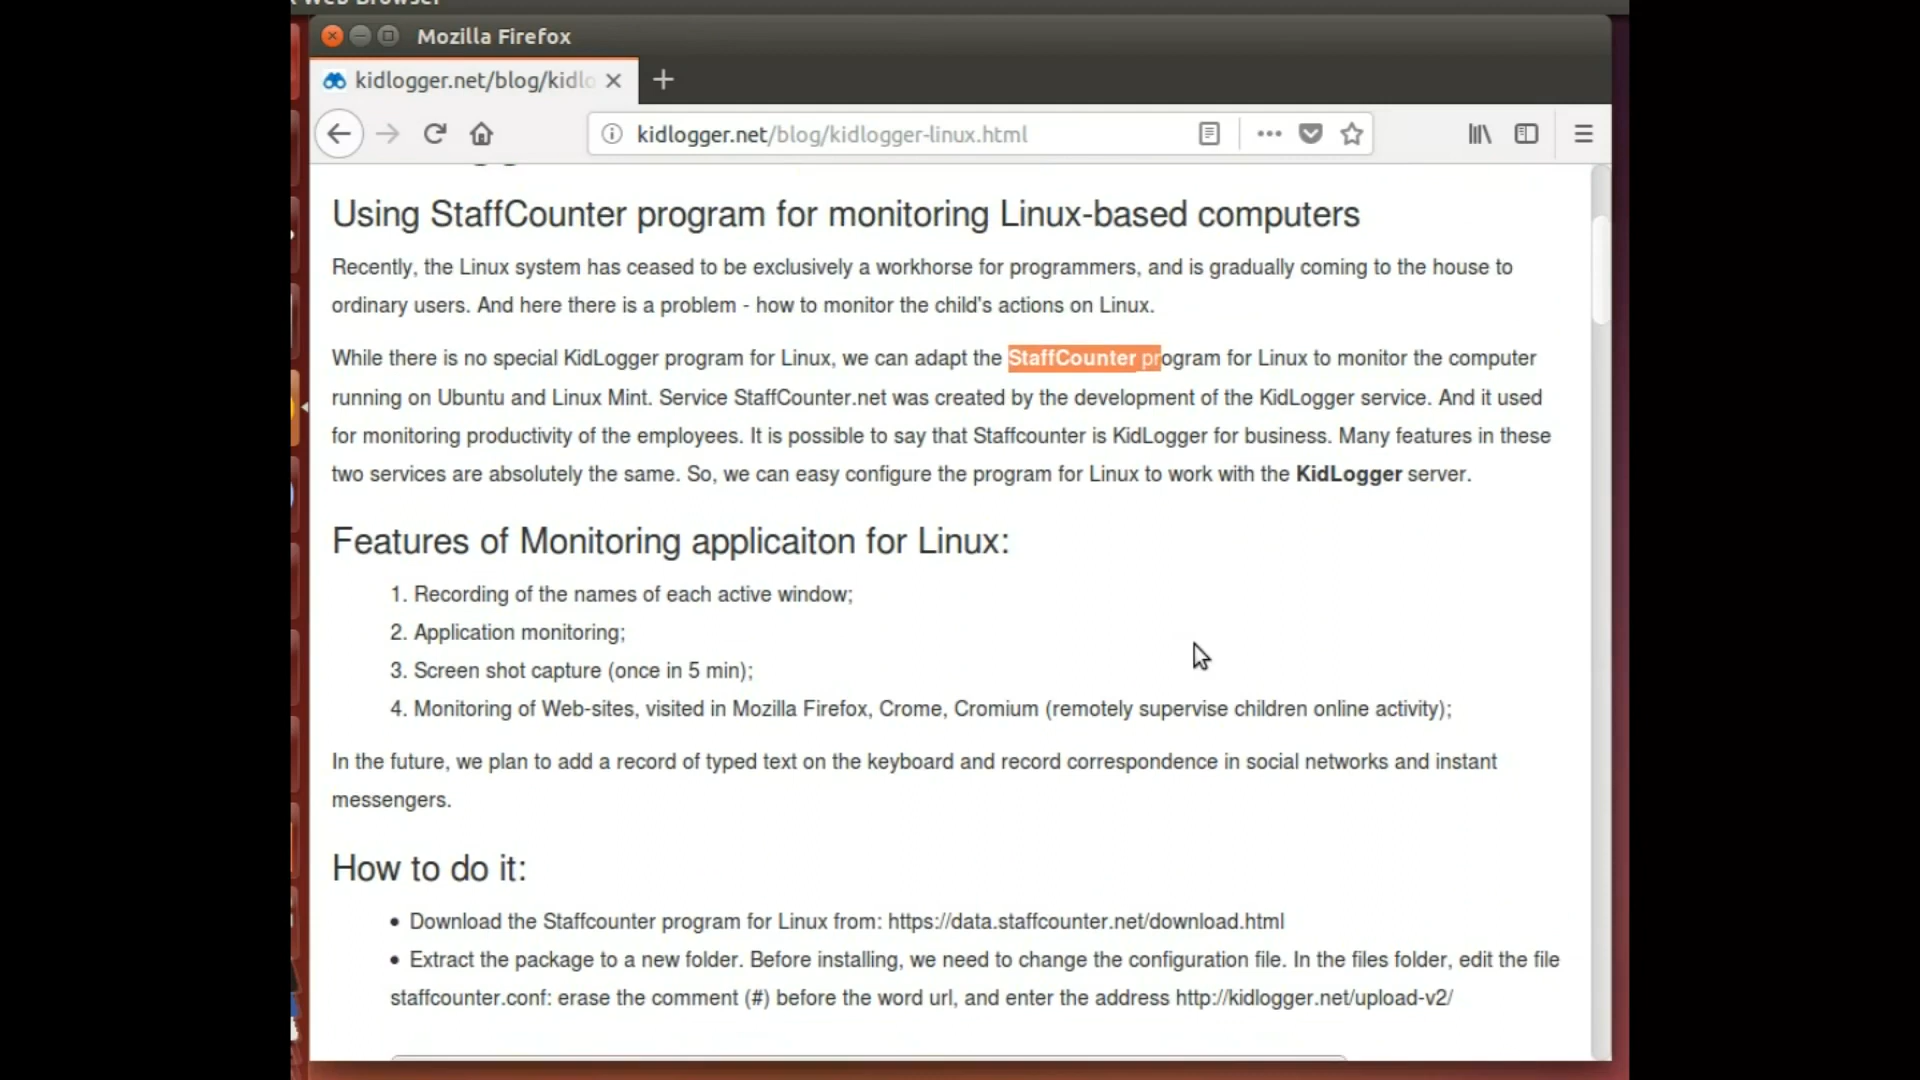 Web Browser
Mozilla Firefox
kidlogger.net/blog/kidlo
kidlogger.net/blog/kidlogger-linux.html
Using StaffCounter program for monitoring Linux-based computers
Recently, the Linux system has ceased to be exclusively a workhorse for programmers, and is gradually coming to the house to
ordinary users. And here there is a problem - how to monitor the child's actions on Linux.
While there is no special KidLogger program for Linux, we can adapt the StaffCounter program for Linux to monitor the computer
running on Ubuntu and Linux Mint. Service StaffCounter.net was created by the development of the KidLogger service. And it used
for monitoring productivity of the employees. It is possible to say that Staffcounter is KidLogger for business. Many features in these
two services are absolutely the same. So, we can easy configure the program for Linux to work with the KidLogger server.
Features of Monitoring applicaiton for Linux:
1. Recording of the names of each active window;
2. Application monitoring;
3. Screen shot capture (once in 5 min);
4. Monitoring of Web-sites, visited in Mozilla Firefox, Crome, Cromium (remotely supervise children online activity);
In the future, we plan to add a record of typed text on the keyboard and record correspondence in social networks and instant
messengers.
How to do it:
• Download the Staffcounter program for Linux from: https://data.staffcounter.net/download.html
• Extract the package to a new folder. Before installing, we need to change the configuration file. In the files folder, edit the file
staffcounter.conf: erase the comment (#) before the word url, and enter the address http://kidlogger.net/upload-v2/